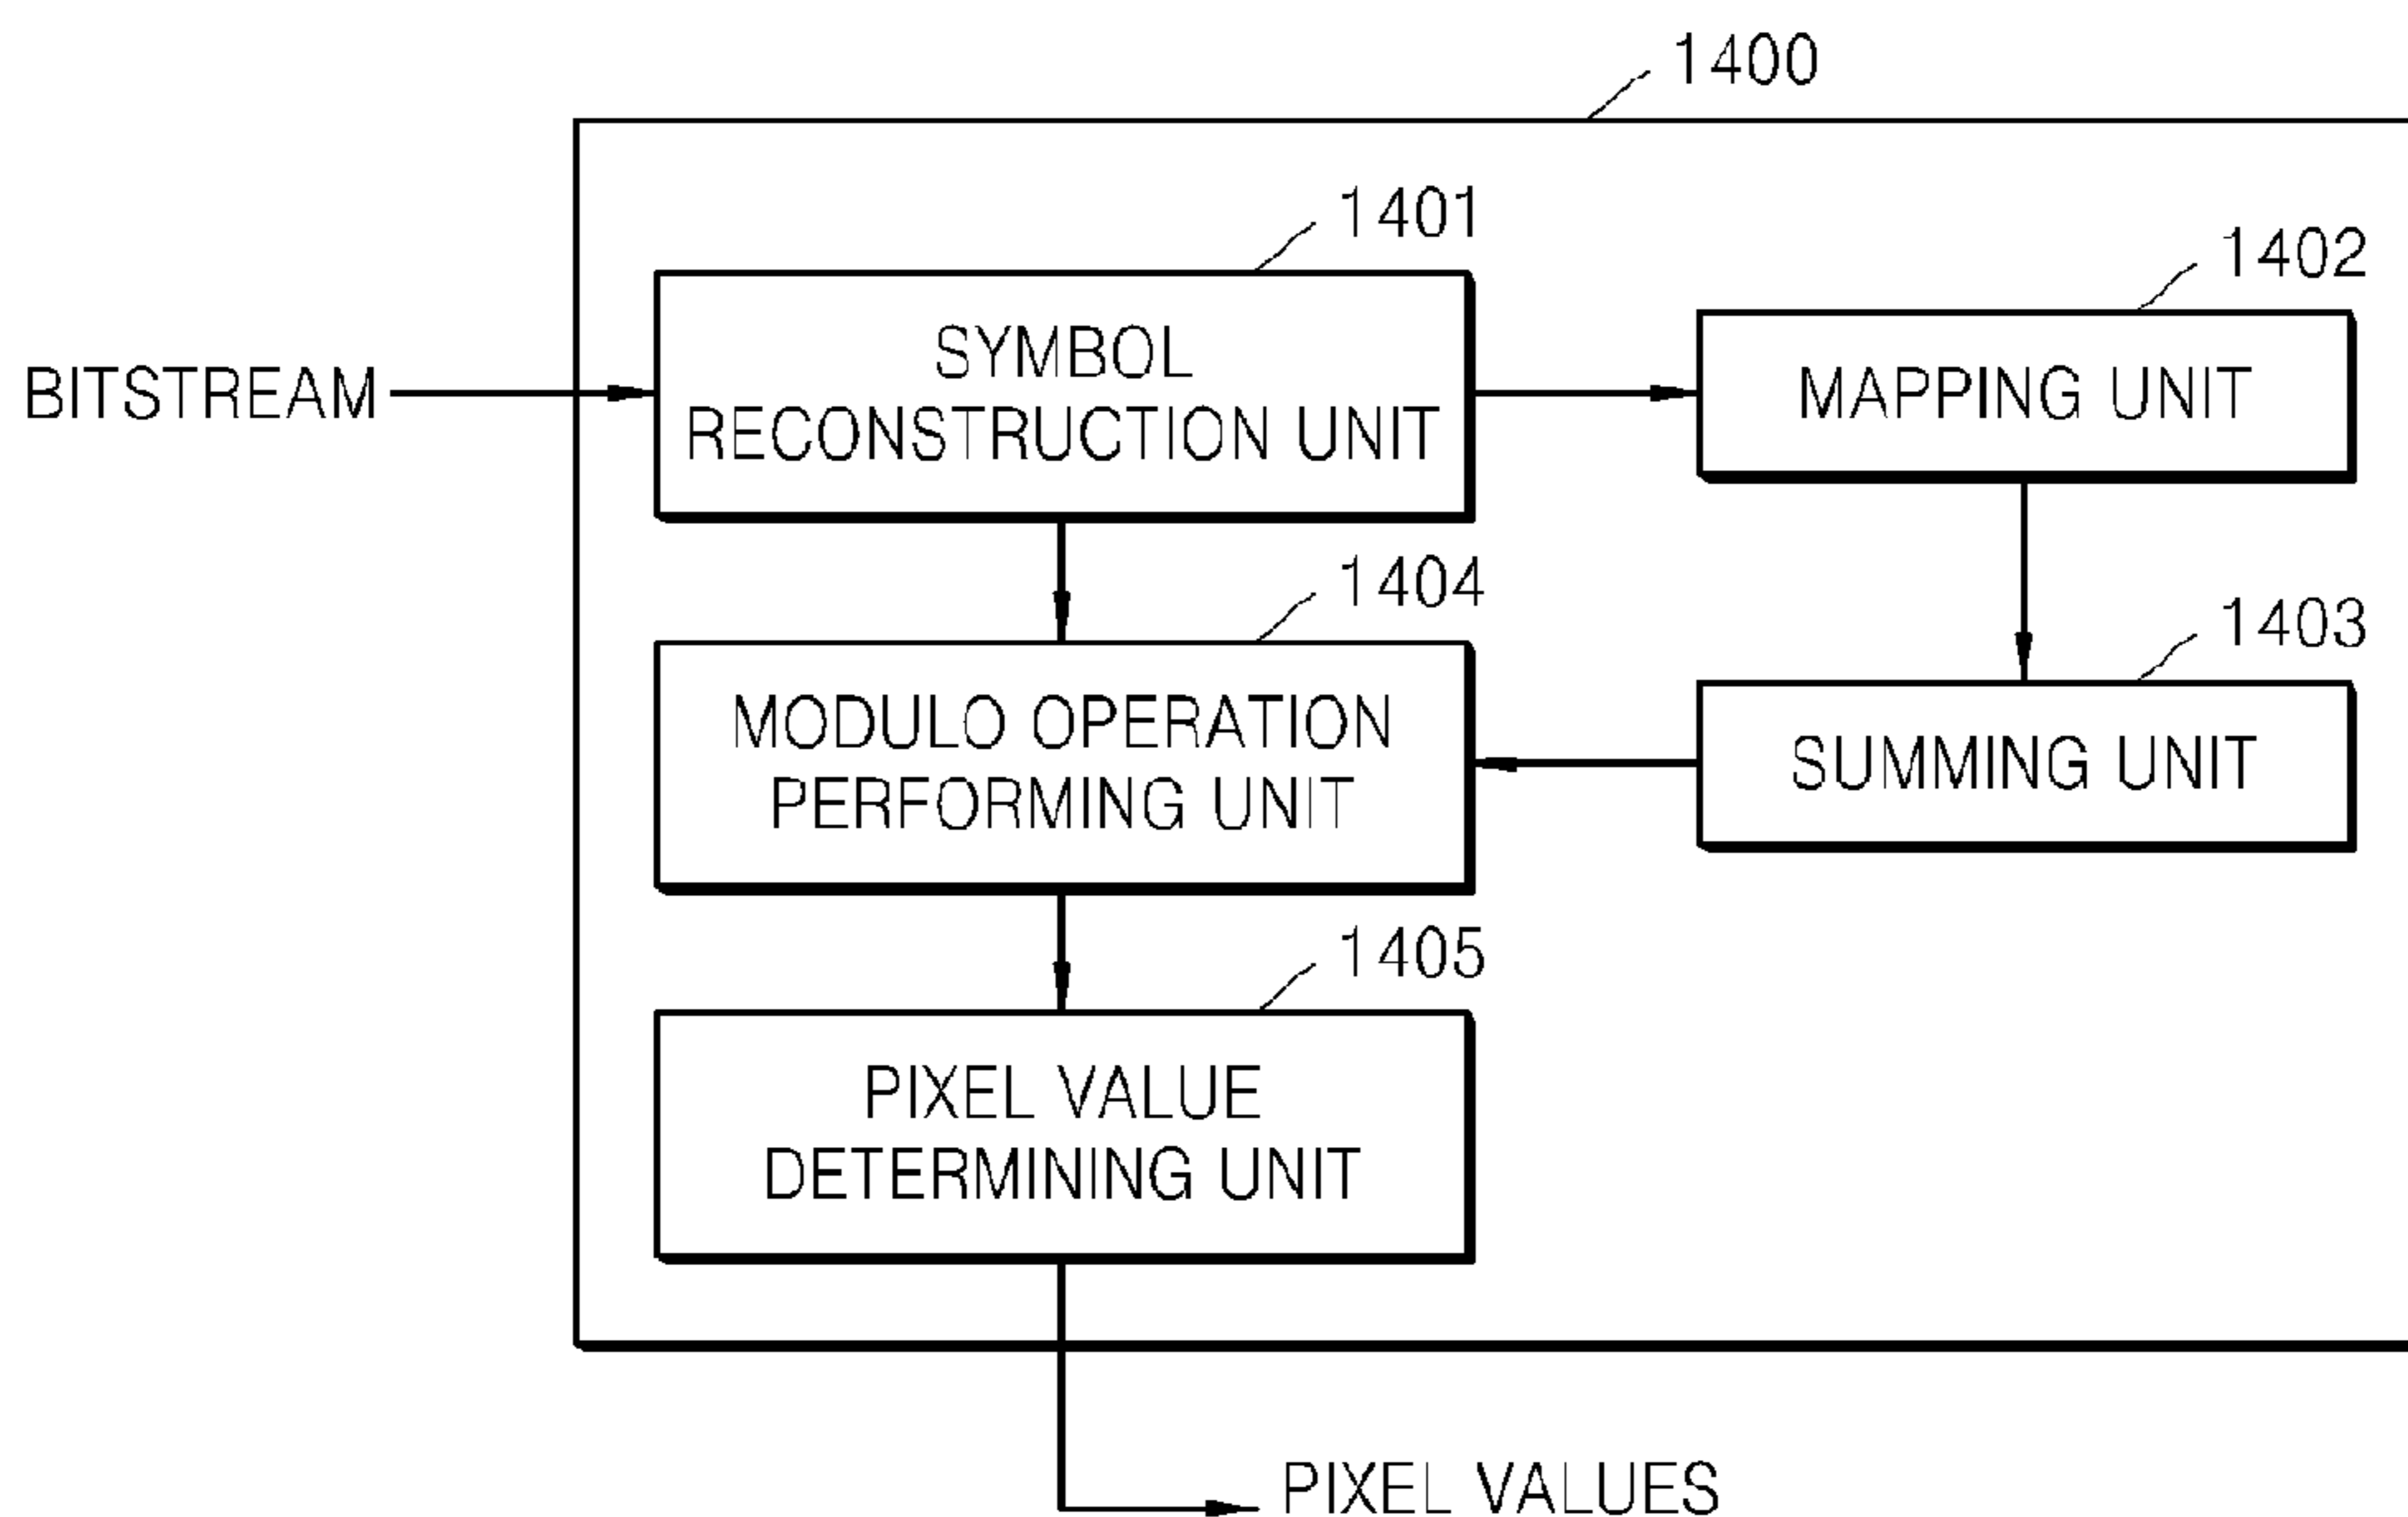 1400
1401
1402
SYMBOL
RECONSTRUCTION UNIT
MAPPING UNIT
BITSTREAM
1404
1403
MODULO OPERATION
PERFORMING UNIT
SUMMING UNIT
1405
PIXEL VALUE
DETERMINING UNIT
PIXEL VALUES